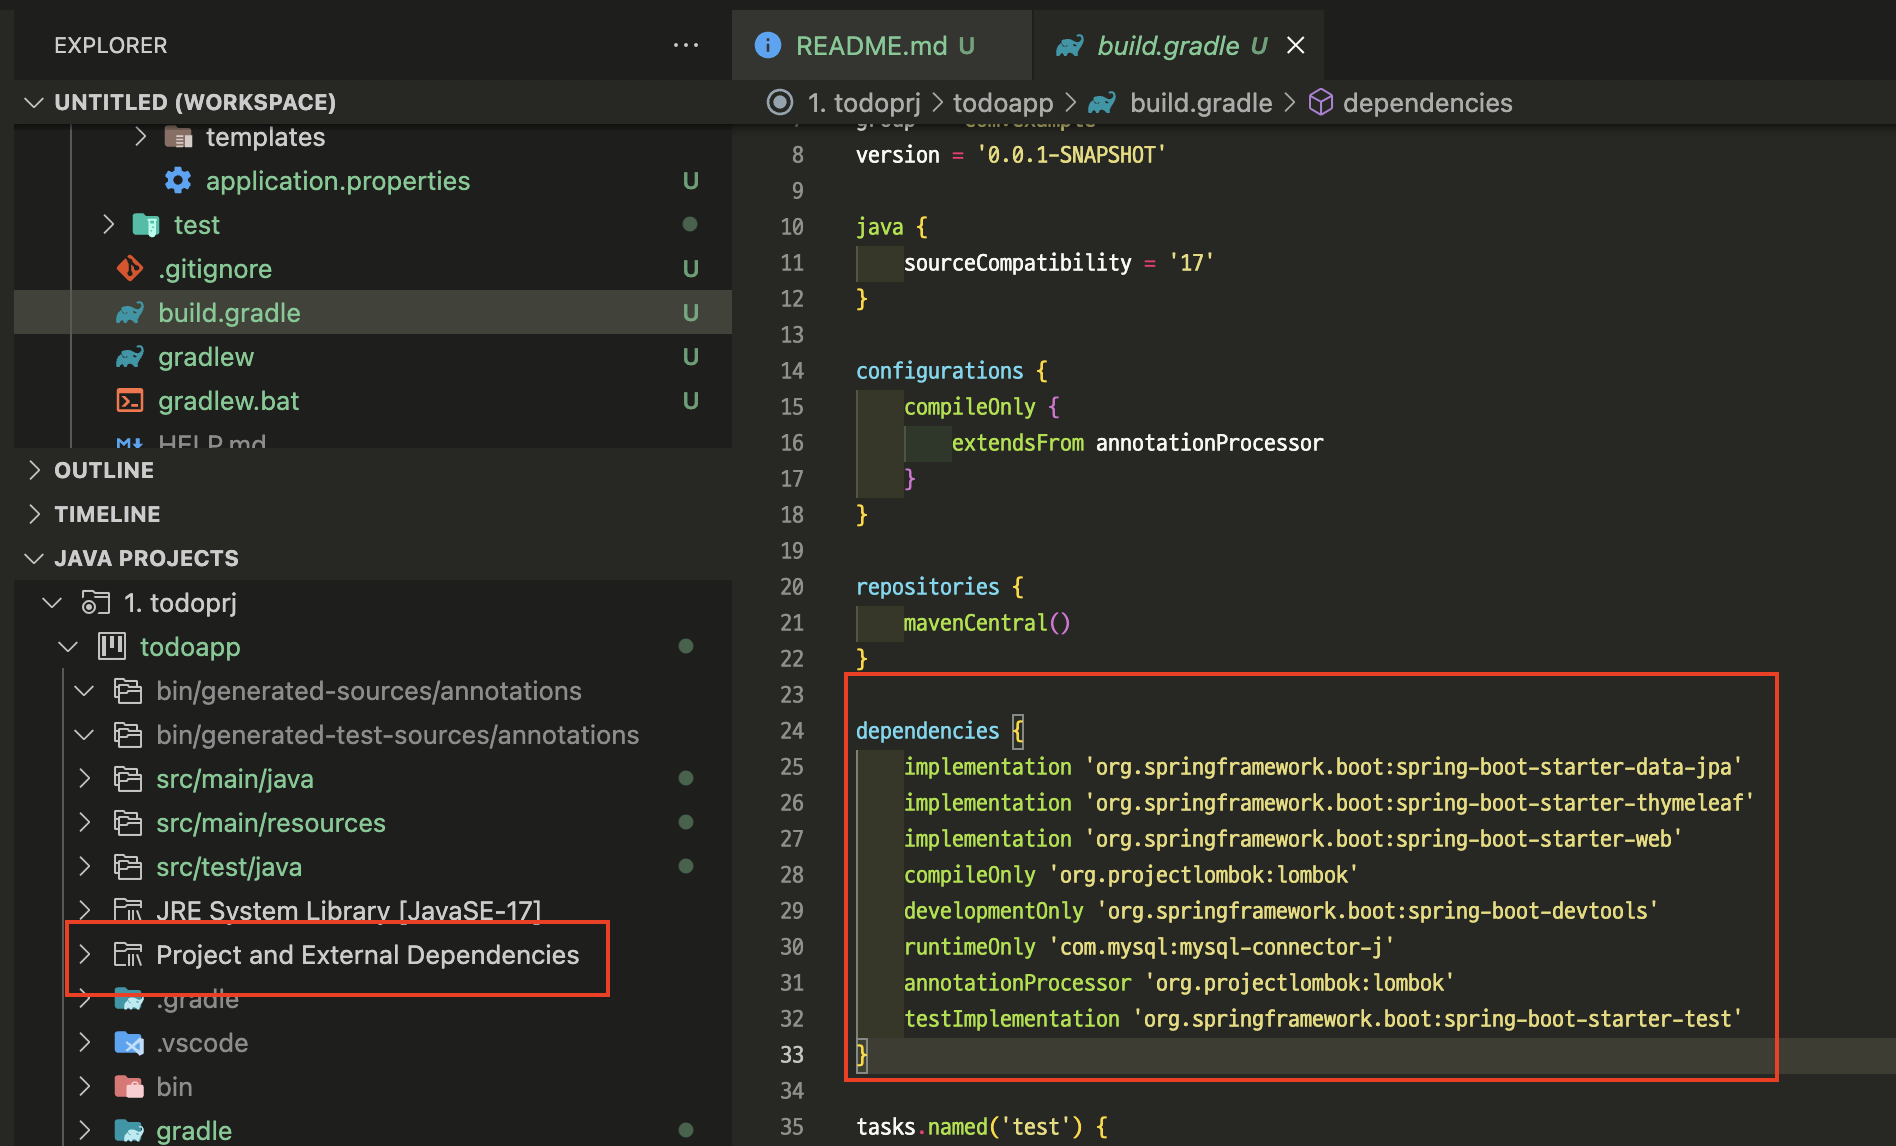 EXPLORER
UNTITLED (WORKSPACE)
templates
application.properties U
test
.gitignore U
build.gradle U
gradlew U
gradlew.bat U
HELP.md
OUTLINE
TIMELINE
JAVA PROJECTS
1. todoprj
todoapp
bin/generated-sources/annotations
bin/generated-test-sources/annotations
src/main/java
src/main/resources
src/test/java
JRE System Library [JavaSE-17]
Project and External Dependencies
.gradle
.vscode
bin
gradle
README.md U
build.gradle U
1. todoprj > todoapp > build.gradle > dependencies
8 version = '0.0.1-SNAPSHOT'
9
10 java {
11 sourceCompatibility = '17'
12 }
13
14 configurations {
15 compileOnly {
16 extendsFrom annotationProcessor
17 }
18 }
19
20 repositories {
21 mavenCentral()
22 }
23
24 dependencies {
25 implementation 'org.springframework.boot:spring-boot-starter-data-jpa'
26 implementation 'org.springframework.boot:spring-boot-starter-thymeleaf'
27 implementation 'org.springframework.boot:spring-boot-starter-web'
28 compileOnly 'org.projectlombok:lombok'
29 developmentOnly 'org.springframework.boot:spring-boot-devtools'
30 runtimeOnly 'com.mysql:mysql-connector-j'
31 annotationProcessor 'org.projectlombok:lombok'
32 testImplementation 'org.springframework.boot:spring-boot-starter-test'
33 }
34
35 tasks.named('test') {